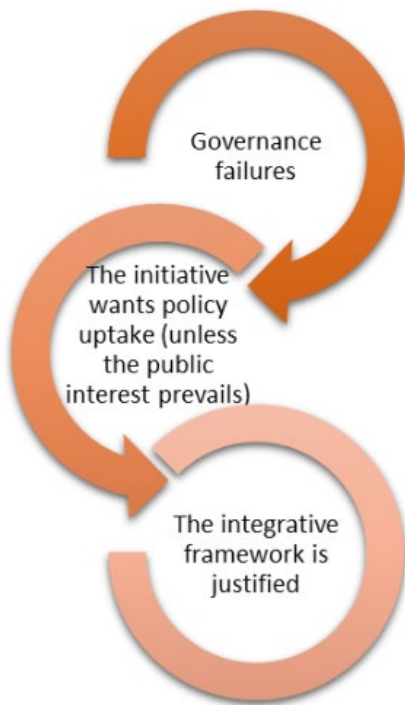 Governance
failures
The initiative
wants policy
uptake (unless
the public
interest prevails)
The integrative
framework is
justified